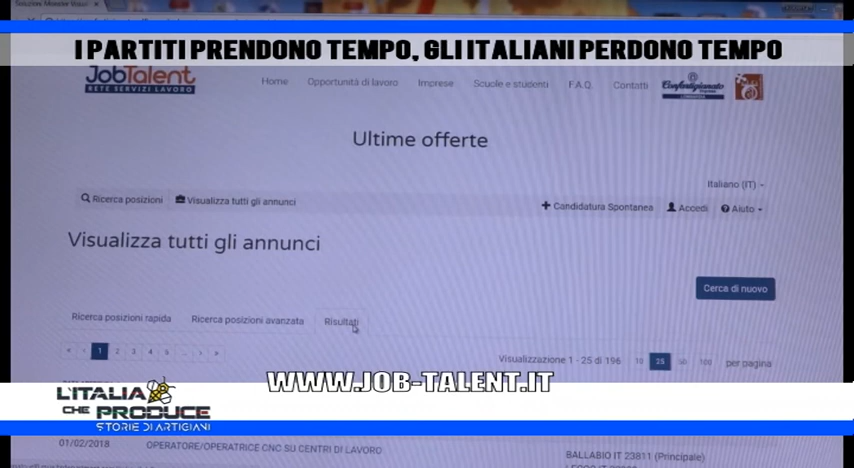 I PARTITI PRENDONO TEMPO, GLI ITALIANI PERDONO TEMPO
JobTalent
RETE SERVIZI LAVORO
Home Opportunità di lavoro Imprese Scuole e studenti F.A.Q. Contatti
Confartigianato
Ultime offerte
Italiano (IT)
Ricerca posizioni Visualizza tutti gli annunci
Candidatura Spontanea Accedi Aiuto
Visualizza tutti gli annunci
Cerca di nuovo
Ricerca posizioni rapida Ricerca posizioni avanzata Risultati
« ‹ 1 2 3 4 5 ... › »
Visualizzazione 1 - 25 di 196 10 25 50 100 per pagina
WWW.JOB-TALENT.IT
L'ITALIA
CHE PRODUCE
STORIE DI ARTIGIANI
01/02/2018 OPERATORE/OPERATRICE CNC SU CENTRI DI LAVORO
BALLABIO IT 23811 (Principale)